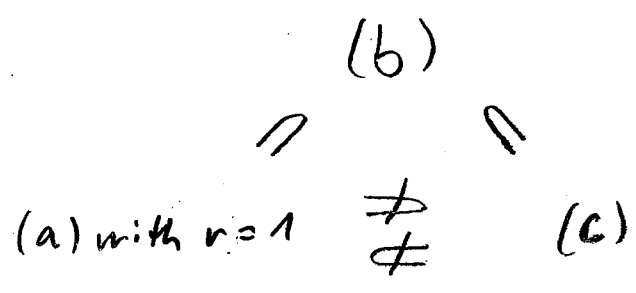 (b)
∩ ∩
(a) with r = 1 ⊅ (c)
⊄